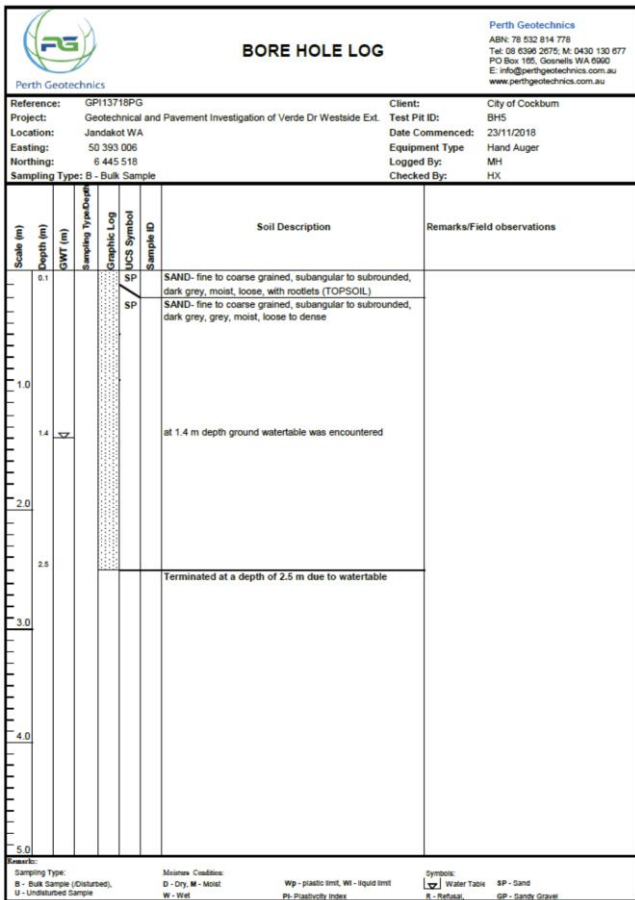 PG
Perth Geotechnics
BORE HOLE LOG
Perth Geotechnics
ABN: 78 532 814 778
Tel: 08 6396 2675; M: 0430 130 677
PO Box 165, Gosnells WA 6990
E: info@perthgeotechnics.com.au
www.perthgeotechnics.com.au
Reference: GPI13718PG Client: City of Cockburn
Project: Geotechnical and Pavement Investigation of Verde Dr Westside Ext. Test Pit ID: BH5
Location: Jandakot WA Date Commenced: 23/11/2018
Easting: 50 393 006 Equipment Type Hand Auger
Northing: 6 445 518 Logged By: MH
Sampling Type: B - Bulk Sample Checked By: HX
Scale (m) Depth (m) GWT (m) Sampling Type/Depth Graphic Log UCS Symbol Sample ID Soil Description Remarks/Field observations
0.1 SP SAND- fine to coarse grained, subangular to subrounded,
dark grey, moist, loose, with rootlets (TOPSOIL)
SP SAND- fine to coarse grained, subangular to subrounded,
dark grey, grey, moist, loose to dense
1.0
1.4 at 1.4 m depth ground watertable was encountered
2.0
2.5
Terminated at a depth of 2.5 m due to watertable
3.0
4.0
5.0
Remarks:
Sampling Type: Moisture Condition: Symbols:
B - Bulk Sample (/Disturbed), D - Dry, M - Moist Wp - plastic limit, Wl - liquid limit Water Table SP - Sand
U - Undisturbed Sample W - Wet PI- Plastivity Index R - Refusal, GP - Sandy Gravel